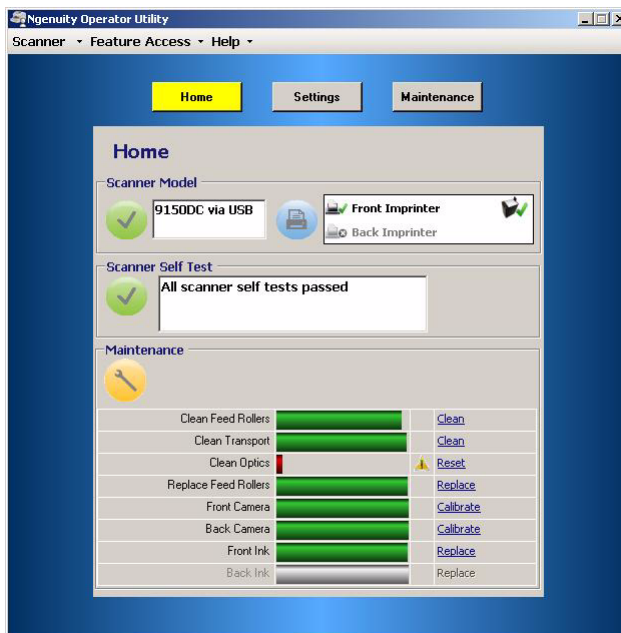 Ngenuity Operator Utility
Scanner Feature Access Help
Home Settings Maintenance
Home
Scanner Model
9150DC via USB
Front Imprinter
Back Imprinter
Scanner Self Test
All scanner self tests passed
Maintenance
Clean Feed Rollers Clean
Clean Transport Clean
Clean Optics Reset
Replace Feed Rollers Replace
Front Camera Calibrate
Back Camera Calibrate
Front Ink Replace
Back Ink Replace